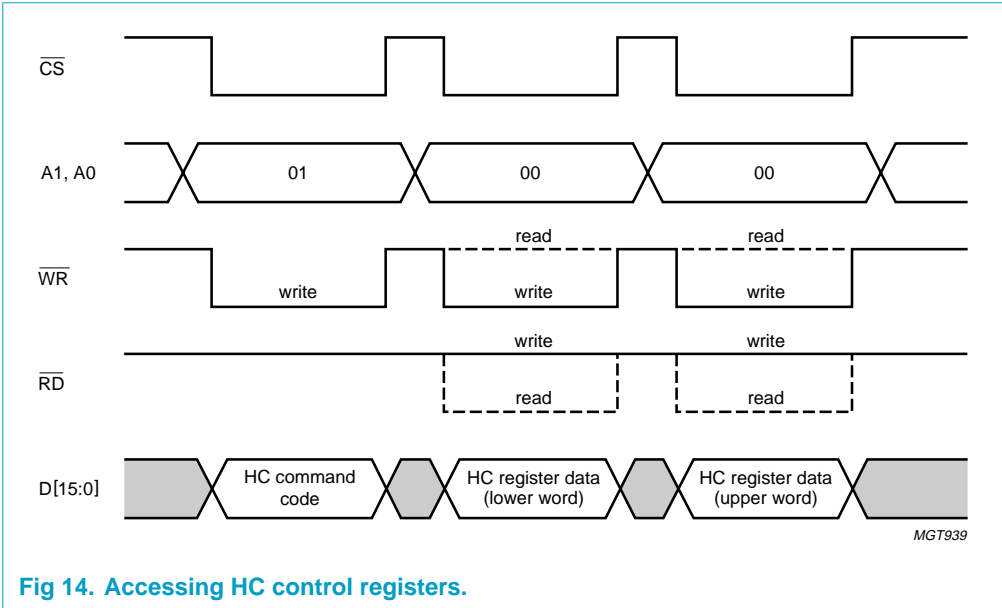 CS
A1, A0 01 00 00
read read
WR
write write write
write write
RD
read read
D[15:0]
HC command
code
HC register data
(lower word)
HC register data
(upper word)
MGT939
Fig 14. Accessing HC control registers.